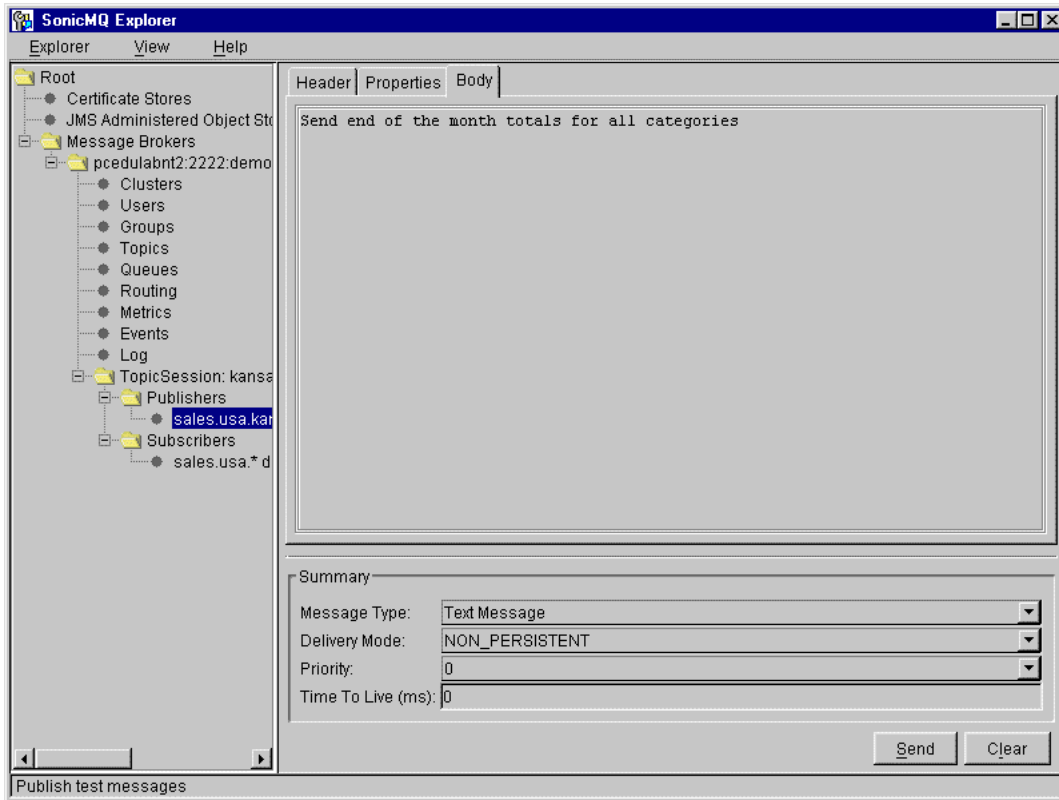 SonicMQ Explorer
Explorer View Help
Root
Certificate Stores
JMS Administered Object Sto
Message Brokers
pcedulabnt2:2222:demo
Clusters
Users
Groups
Topics
Queues
Routing
Metrics
Events
Log
TopicSession: kansa
Publishers
sales.usa.kan
Subscribers
sales.usa.* d
Header Properties Body
Send end of the month totals for all categories
Summary
Message Type: Text Message
Delivery Mode: NON_PERSISTENT
Priority: 0
Time To Live (ms): 0
Send Clear
Publish test messages